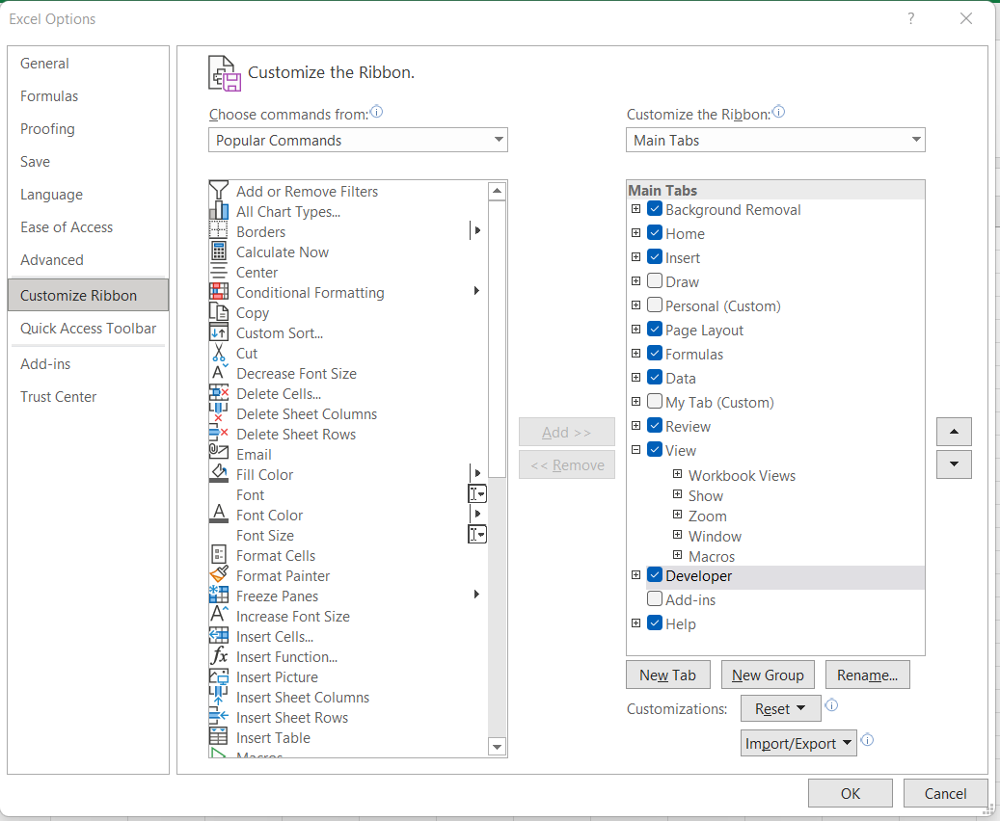 Excel Options
?
General
Formulas
Proofing
Save
Language
Ease of Access
Advanced
Customize Ribbon
Quick Access Toolbar
Add-ins
Trust Center
Customize the Ribbon.
Choose commands from:
Popular Commands
Add or Remove Filters
All Chart Types...
Borders
Calculate Now
Center
Conditional Formatting
Copy
Custom Sort...
Cut
Decrease Font Size
Delete Cells...
Delete Sheet Columns
Delete Sheet Rows
Email
Fill Color
Font
Font Color
Font Size
Format Cells
Format Painter
Freeze Panes
Increase Font Size
Insert Cells...
Insert Function...
Insert Picture
Insert Sheet Columns
Insert Sheet Rows
Insert Table
Macros
Add >>
<< Remove
Customize the Ribbon:
Main Tabs
Main Tabs
Background Removal
Home
Insert
Draw
Personal (Custom)
Page Layout
Formulas
Data
My Tab (Custom)
Review
View
Workbook Views
Show
Zoom
Window
Macros
Developer
Add-ins
Help
New Tab
New Group
Rename...
Customizations:
Reset
Import/Export
OK
Cancel